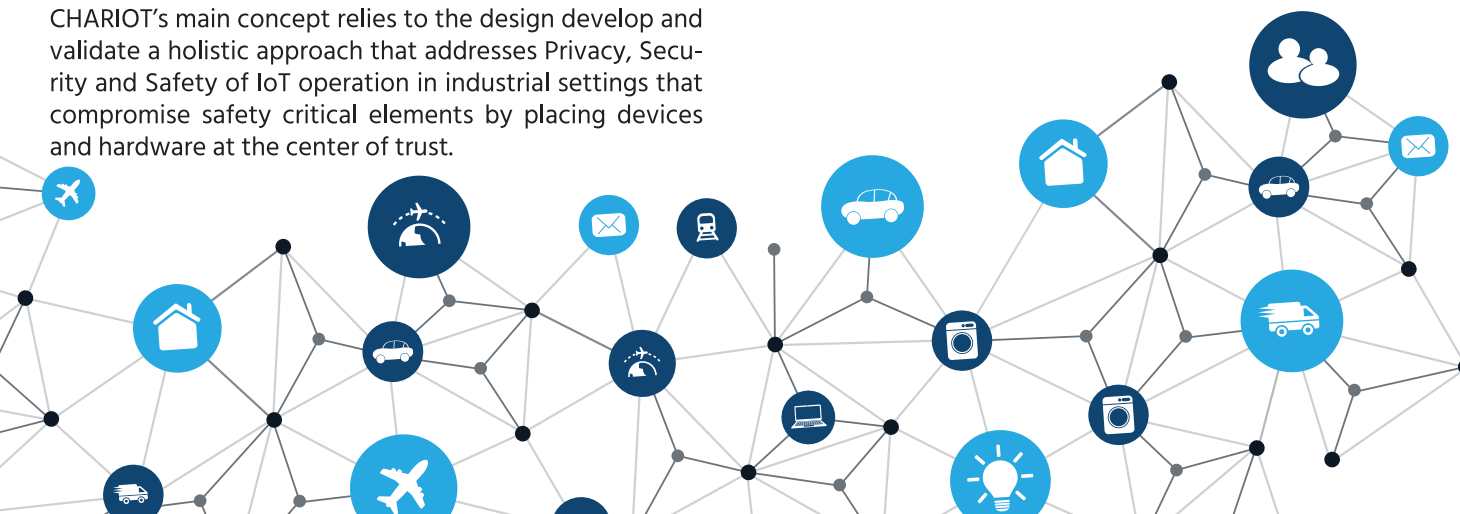 CHARIOT's main concept relies to the design develop and
validate a holistic approach that addresses Privacy, Secu-
rity and Safety of IoT operation in industrial settings that
compromise safety critical elements by placing devices
and hardware at the center of trust.